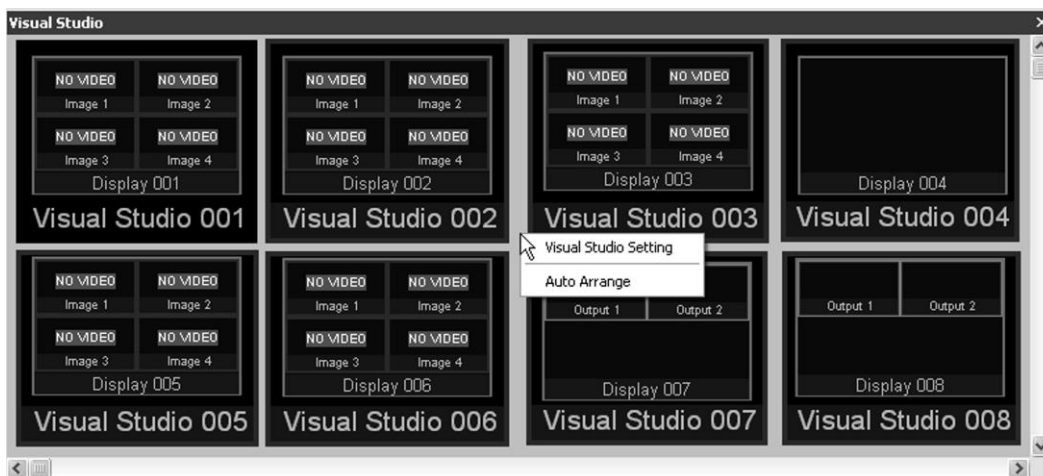 Visual Studio
NO VIDEO NO VIDEO
Image 1 Image 2
NO VIDEO NO VIDEO
Image 3 Image 4
Display 001
Visual Studio 001
NO VIDEO NO VIDEO
Image 1 Image 2
NO VIDEO NO VIDEO
Image 3 Image 4
Display 002
Visual Studio 002
NO VIDEO NO VIDEO
Image 1 Image 2
NO VIDEO NO VIDEO
Image 3 Image 4
Display 003
Visual Studio 003
Display 004
Visual Studio 004
Visual Studio Setting
Auto Arrange
NO VIDEO NO VIDEO
Image 1 Image 2
NO VIDEO NO VIDEO
Image 3 Image 4
Display 005
Visual Studio 005
NO VIDEO NO VIDEO
Image 1 Image 2
NO VIDEO NO VIDEO
Image 3 Image 4
Display 006
Visual Studio 006
Output 1 Output 2
Display 007
Visual Studio 007
Output 1 Output 2
Display 008
Visual Studio 008